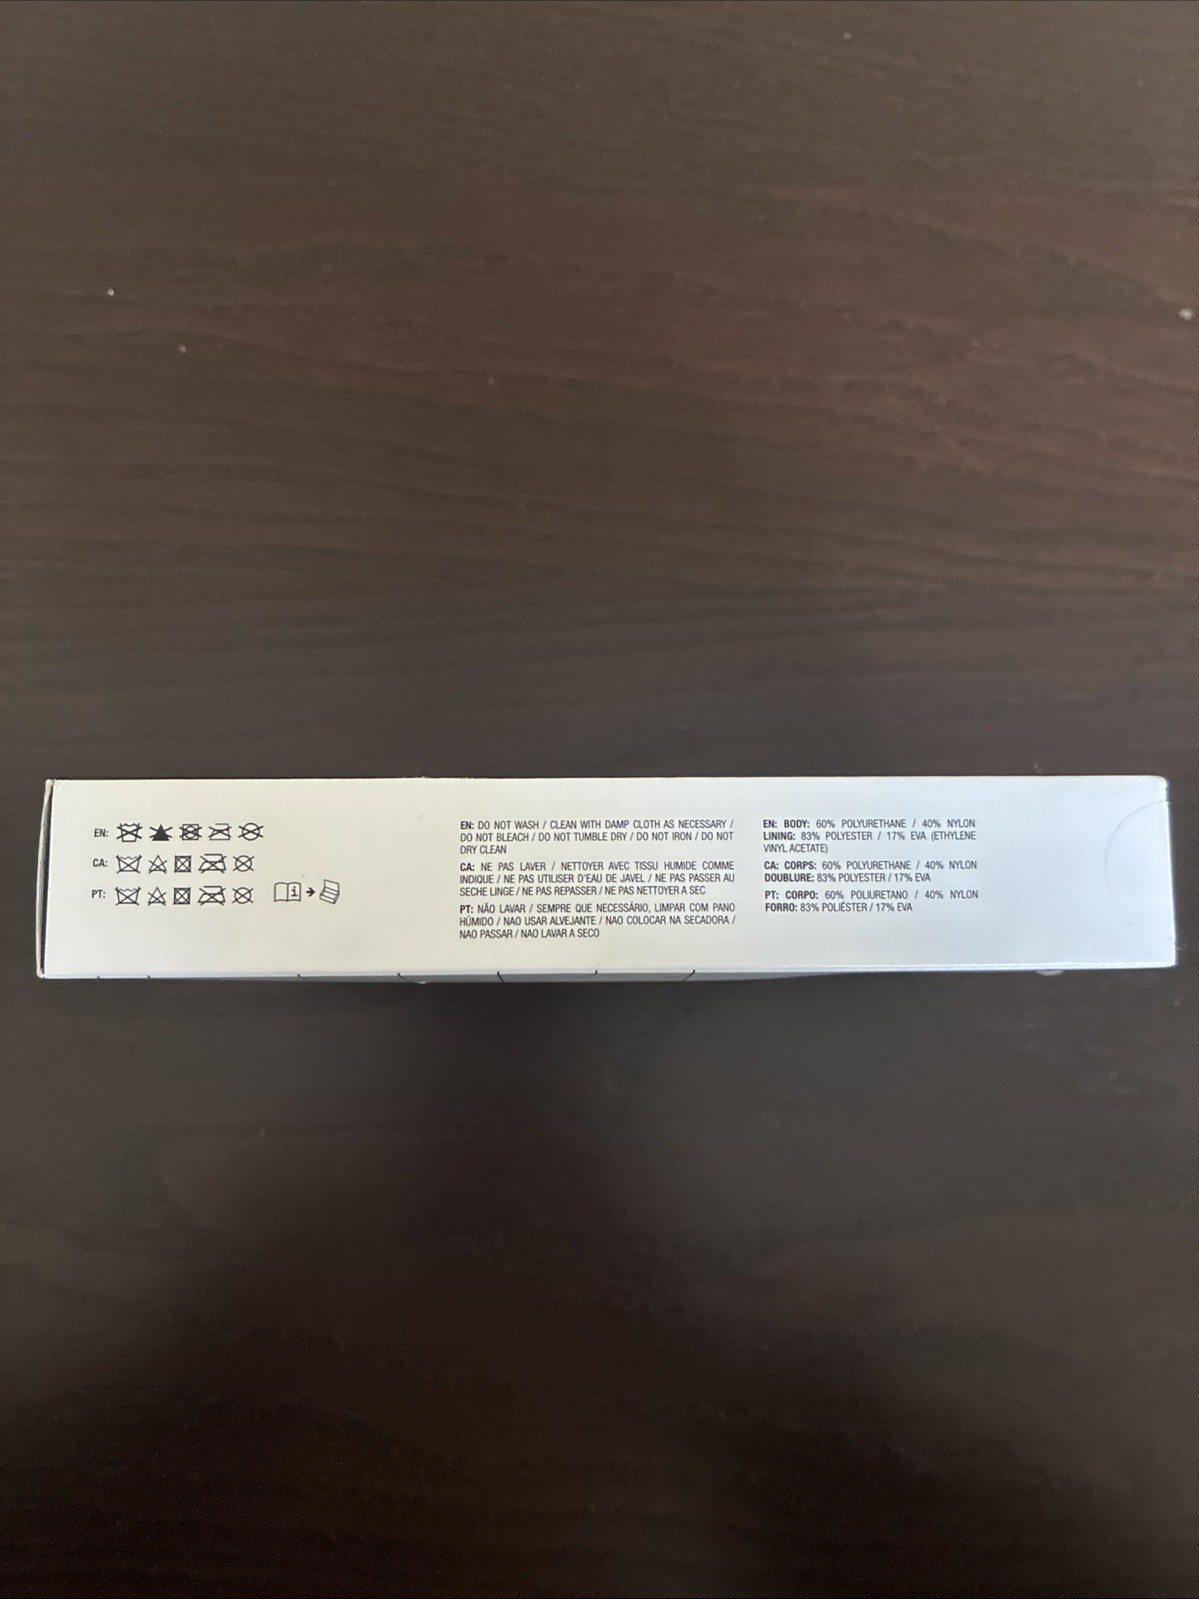 EN:
CA:
PT:
EN: DO NOT WASH / CLEAN WITH DAMP CLOTH AS NECESSARY /
DO NOT BLEACH / DO NOT TUMBLE DRY / DO NOT IRON / DO NOT
DRY CLEAN
CA: NE PAS LAVER / NETTOYER AVEC TISSU HUMIDE COMME
INDIQUE / NE PAS UTILISER D'EAU DE JAVEL / NE PAS PASSER AU
SECHE LINGE / NE PAS REPASSER / NE PAS NETTOYER A SEC
PT: NÃO LAVAR / SEMPRE QUE NECESSÁRIO, LIMPAR COM PANO
HÚMIDO / NAO USAR ALVEJANTE / NAO COLOCAR NA SECADORA /
NAO PASSAR / NAO LAVAR A SECO
EN: BODY: 60% POLYURETHANE / 40% NYLON
LINING: 83% POLYESTER / 17% EVA (ETHYLENE
VINYL ACETATE)
CA: CORPS: 60% POLYURETHANE / 40% NYLON
DOUBLURE: 83% POLYESTER / 17% EVA
PT: CORPO: 60% POLIURETANO / 40% NYLON
FORRO: 83% POLIÉSTER / 17% EVA